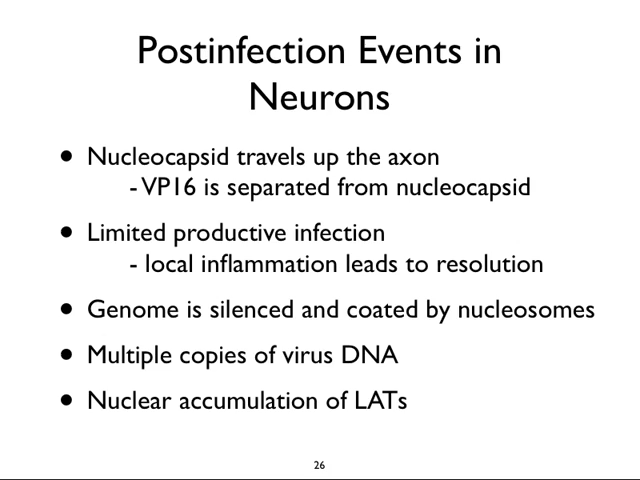 Postinfection Events in
Neurons
• Nucleocapsid travels up the axon
- VP16 is separated from nucleocapsid
• Limited productive infection
- local inflammation leads to resolution
• Genome is silenced and coated by nucleosomes
• Multiple copies of virus DNA
• Nuclear accumulation of LATs
26